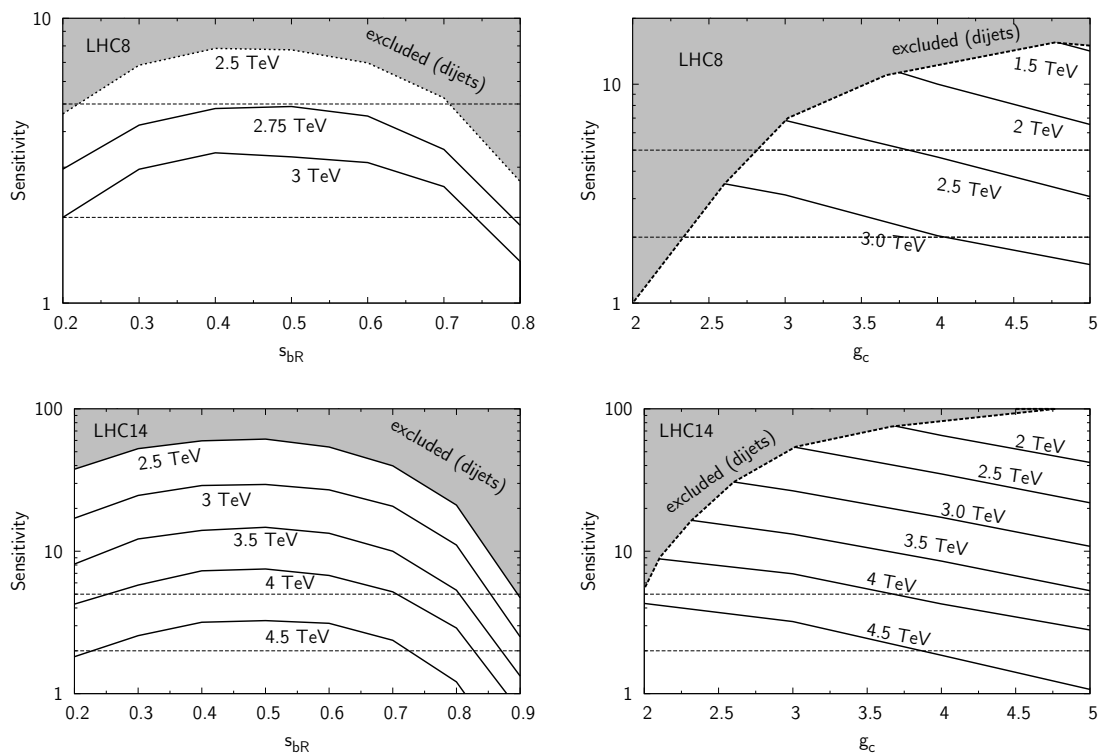 10
1
Sensitivity
LHC8
excluded (dijets)
2.5 TeV
2.75 TeV
3 TeV
0.2 0.3 0.4 0.5 0.6 0.7 0.8
s_bR
10
1
Sensitivity
LHC8
excluded (dijets)
1.5 TeV
2 TeV
2.5 TeV
3.0 TeV
2 2.5 3 3.5 4 4.5 5
g_c
100
10
1
Sensitivity
LHC14
excluded (dijets)
2.5 TeV
3 TeV
3.5 TeV
4 TeV
4.5 TeV
0.2 0.3 0.4 0.5 0.6 0.7 0.8 0.9
s_bR
100
10
1
Sensitivity
LHC14
excluded (dijets)
2 TeV
2.5 TeV
3.0 TeV
3.5 TeV
4 TeV
4.5 TeV
2 2.5 3 3.5 4 4.5 5
g_c